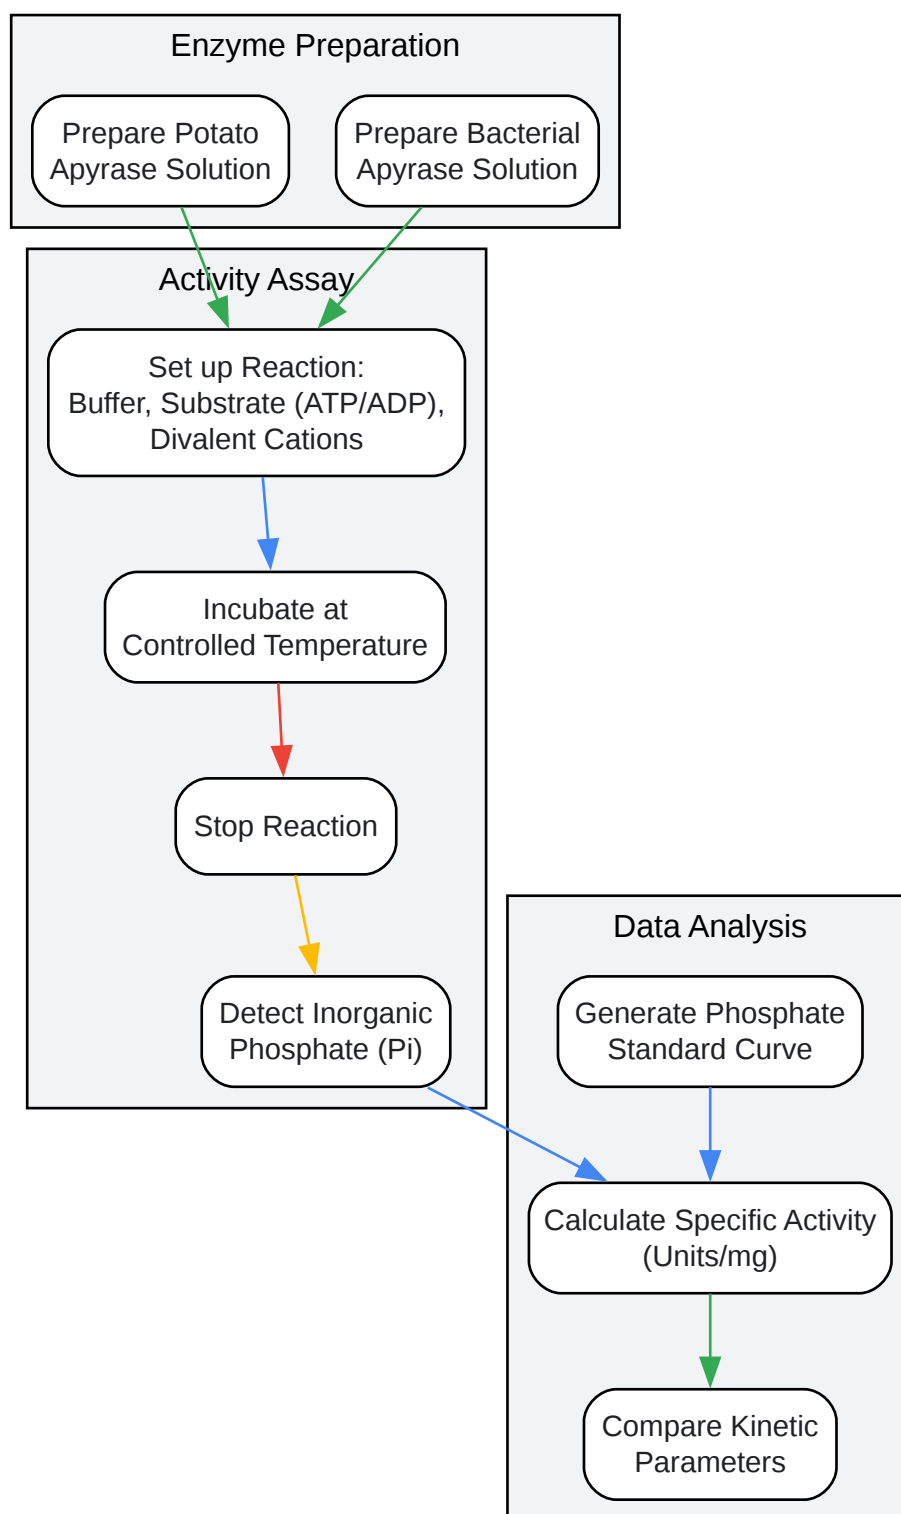 Enzyme Preparation
Prepare Potato
Apyrase Solution
Prepare Bacterial
Apyrase Solution
Activity Assay
Set up Reaction:
Buffer, Substrate (ATP/ADP),
Divalent Cations
Incubate at
Controlled Temperature
Stop Reaction
Detect Inorganic
Phosphate (Pi)
Data Analysis
Generate Phosphate
Standard Curve
Calculate Specific Activity
(Units/mg)
Compare Kinetic
Parameters